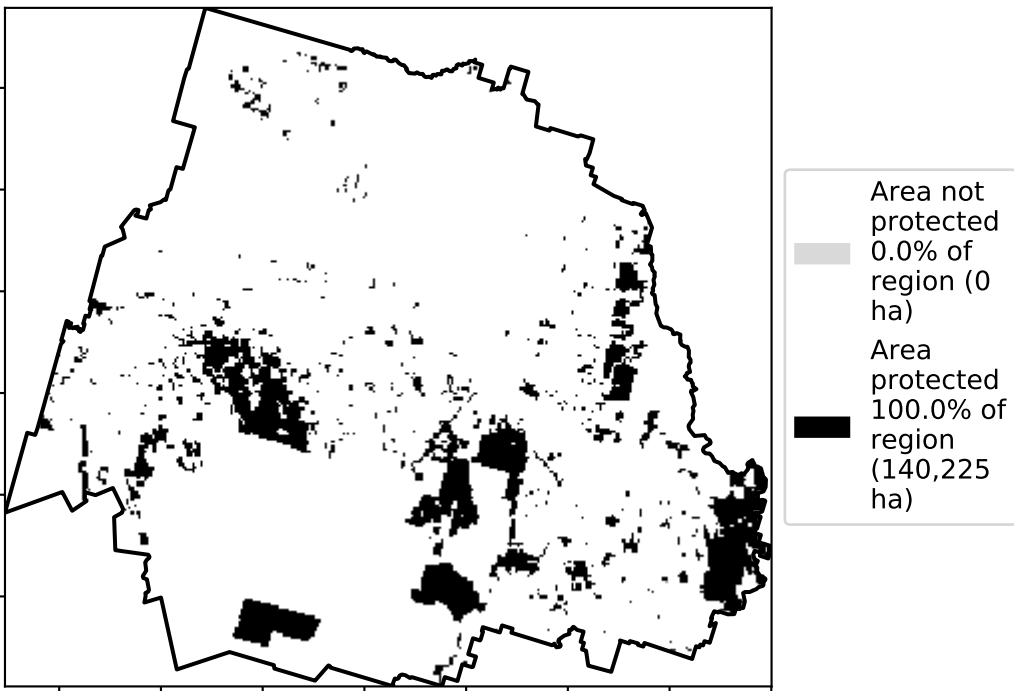 Area not
protected
0.0% of
region (0
ha)
Area
protected
100.0% of
region
(140,225
ha)